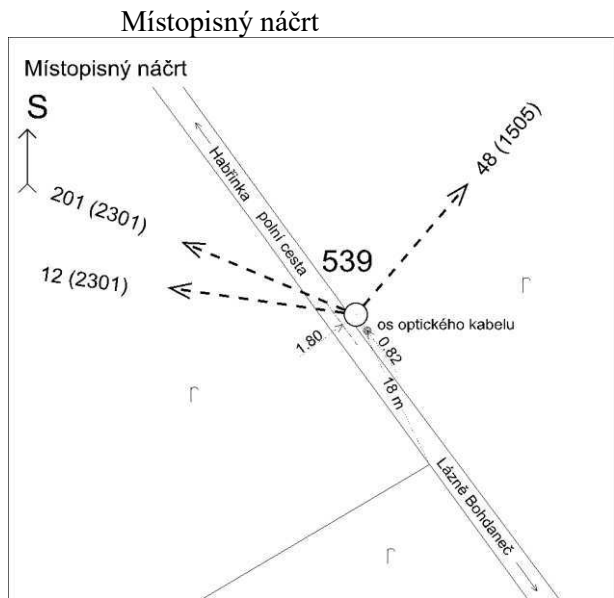 Místopisný náčrt
Místopisný náčrt
S
201 (2301)
12 (2301)
48 (1505)
Habřinka
polní cesta
539
r
os optického kabelu
1.80
0.82
18 m
r
Lázně Bohdaneč
r